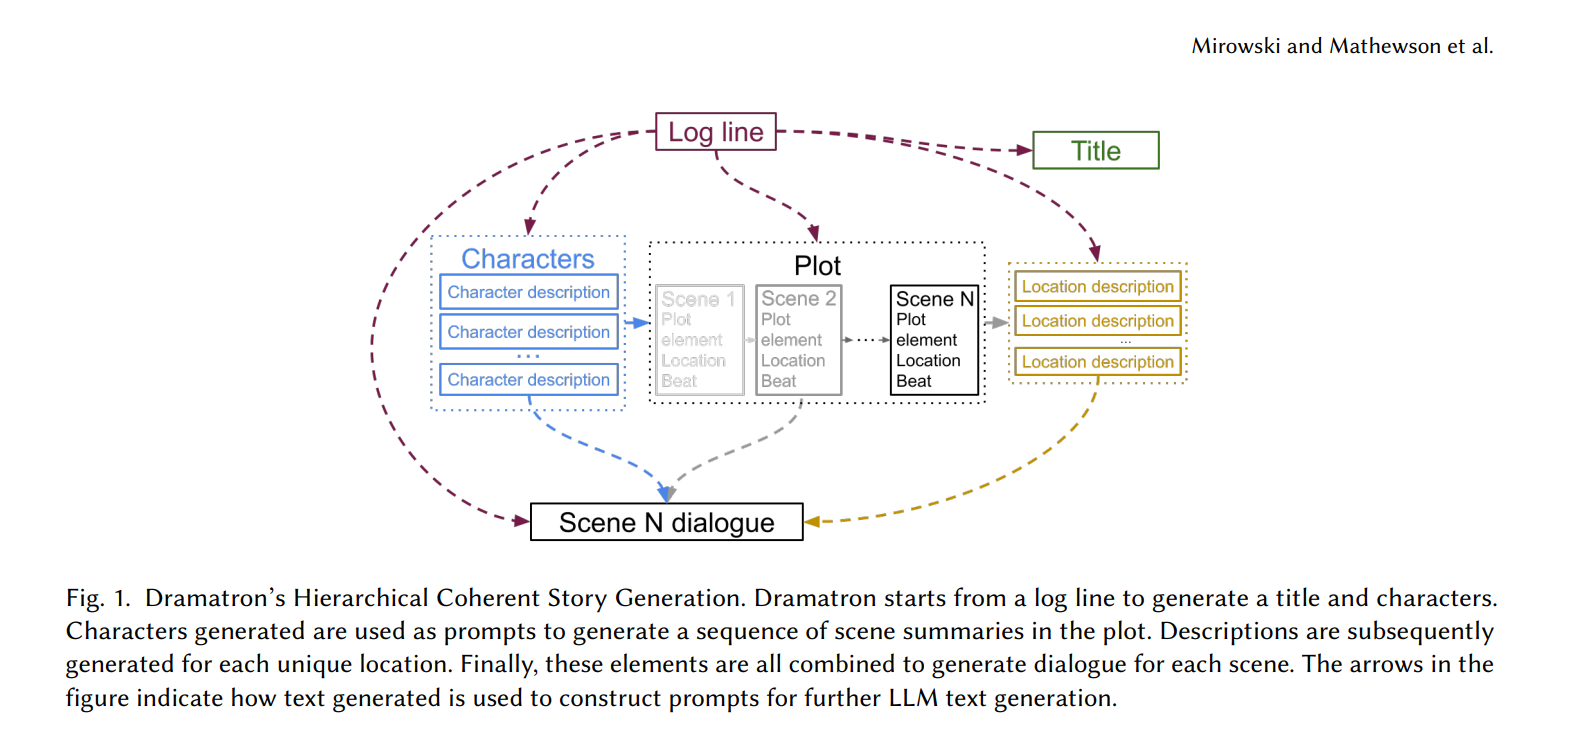 Mirowski and Mathewson et al.
Log line
Title
Characters
Character description
Character description
...
Character description
Plot
Scene 1
Plot
element
Location
Beat
Scene 2
Plot
element
Location
Beat
Scene N
Plot
element
Location
Beat
Location description
Location description
...
Location description
Scene N dialogue
Fig. 1. Dramatron’s Hierarchical Coherent Story Generation. Dramatron starts from a log line to generate a title and characters.
Characters generated are used as prompts to generate a sequence of scene summaries in the plot. Descriptions are subsequently
generated for each unique location. Finally, these elements are all combined to generate dialogue for each scene. The arrows in the
figure indicate how text generated is used to construct prompts for further LLM text generation.